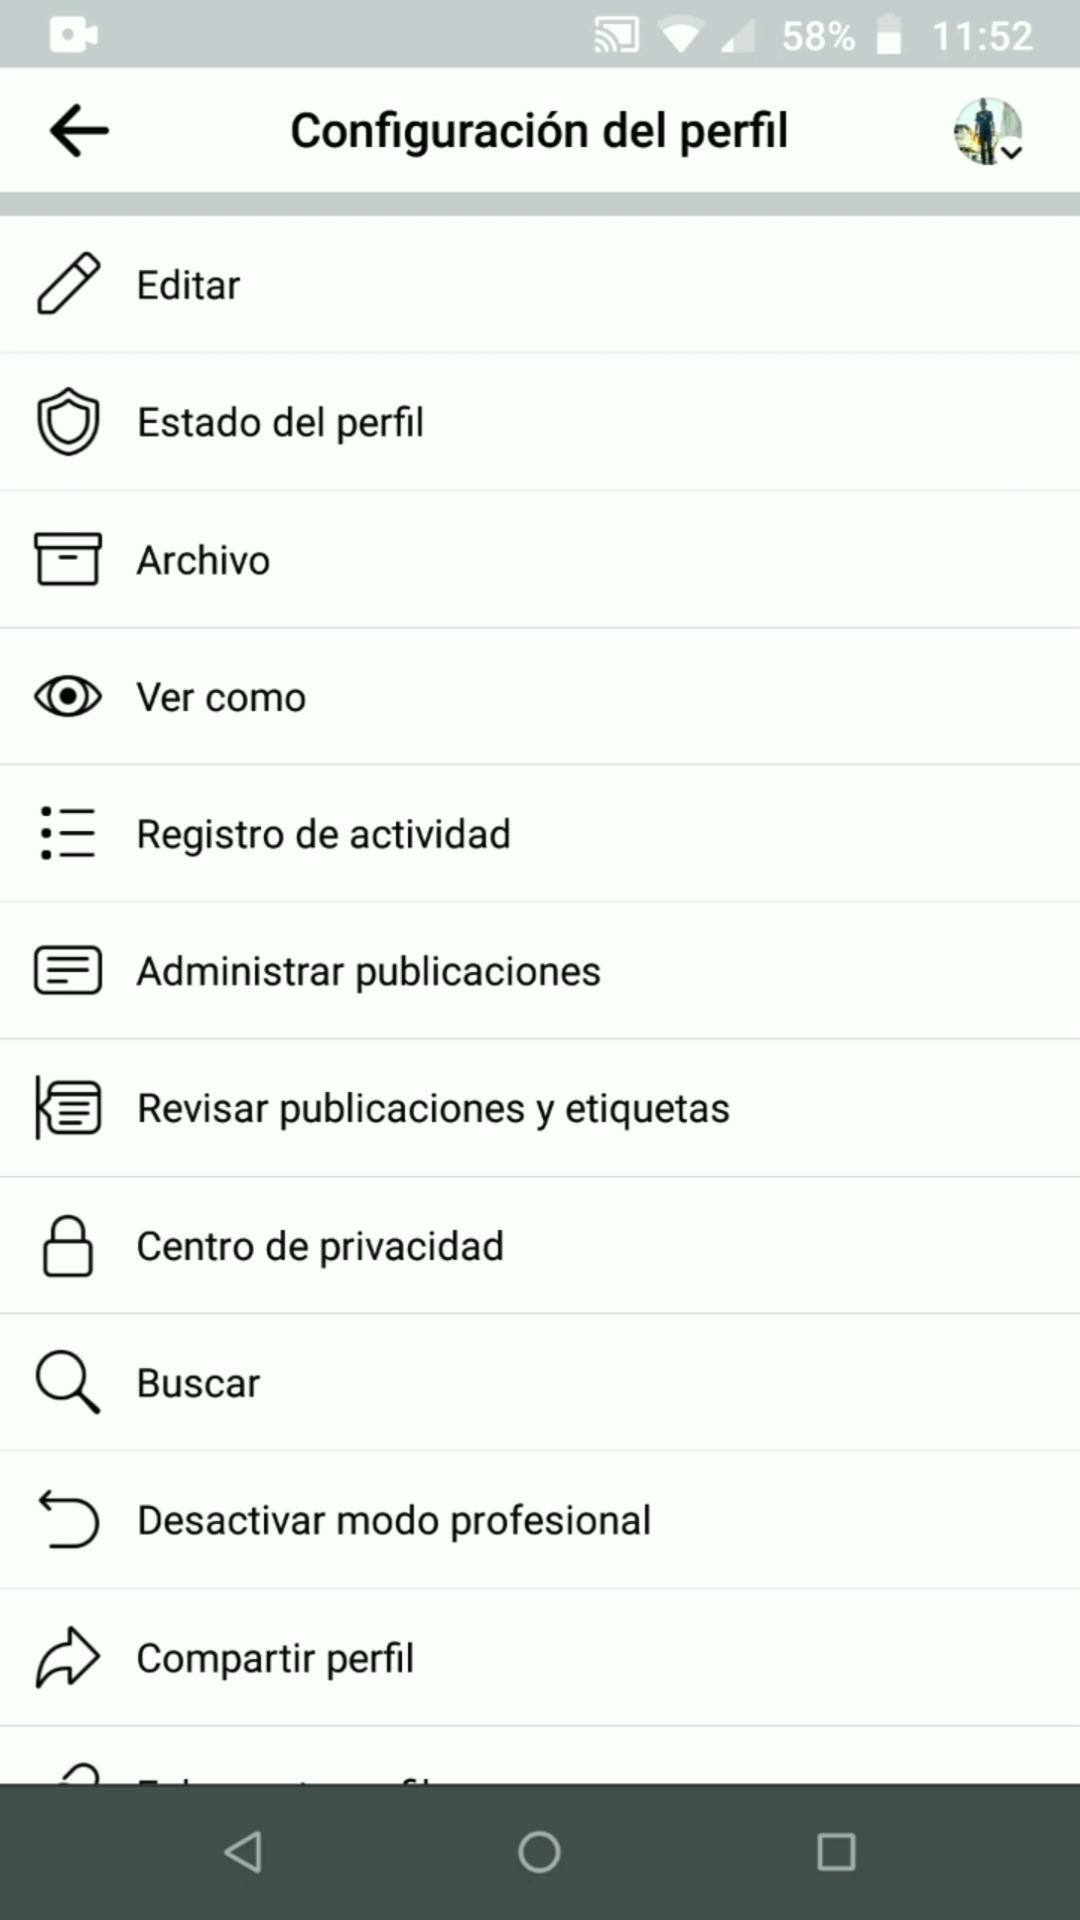 58% 11:52
Configuración del perfil
Editar
Estado del perfil
Archivo
Ver como
Registro de actividad
Administrar publicaciones
Revisar publicaciones y etiquetas
Centro de privacidad
Buscar
Desactivar modo profesional
Compartir perfil